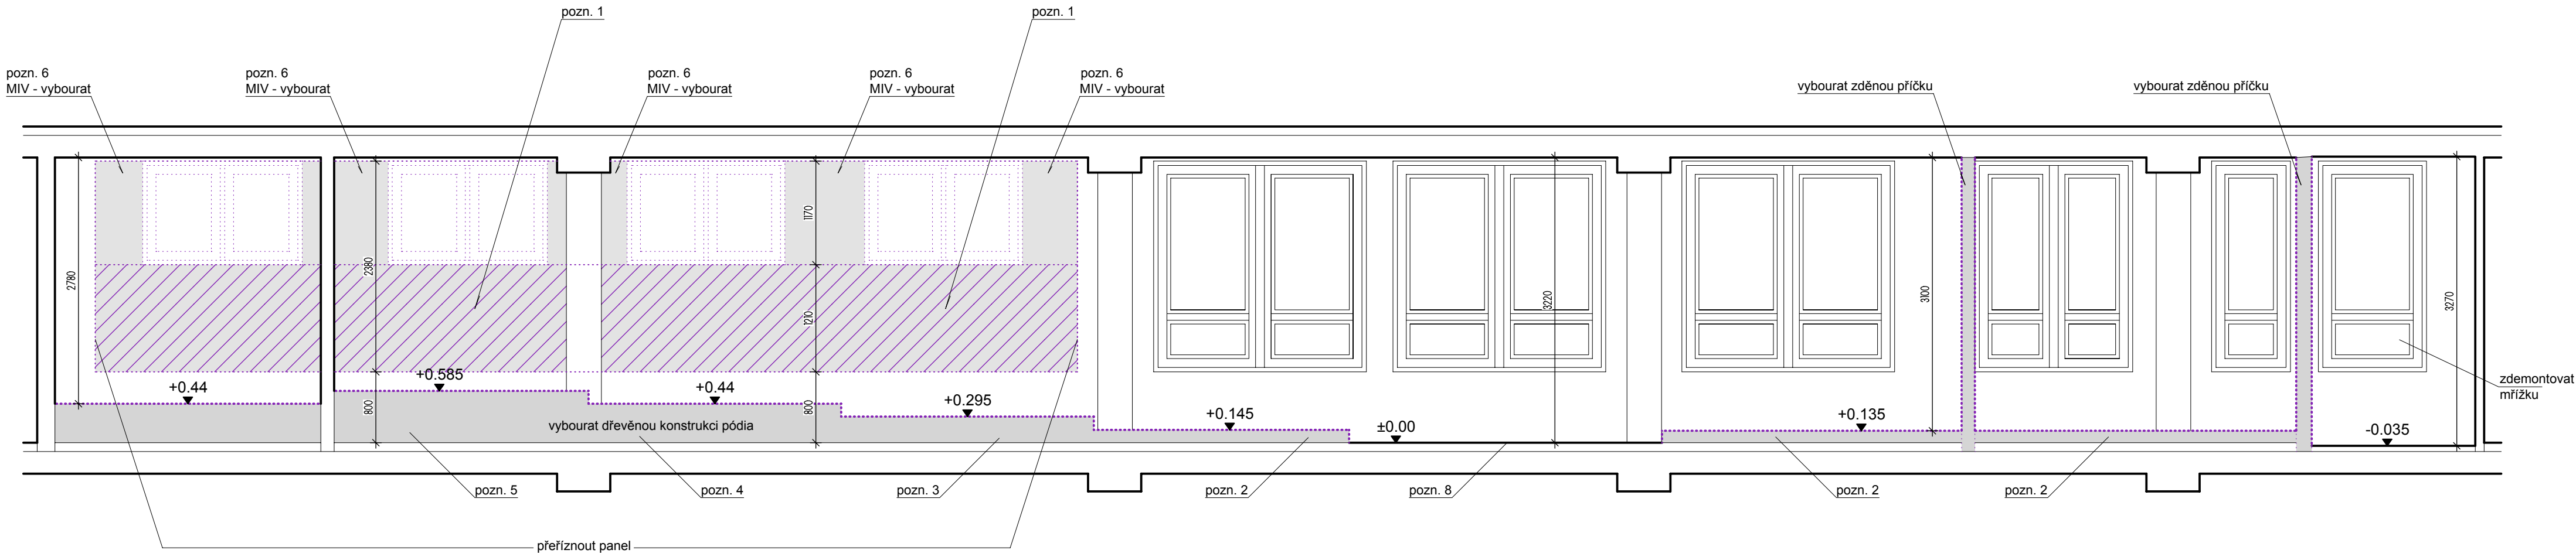 pozn. 1
pozn. 1
pozn. 6
MIV - vybourat
pozn. 6
MIV - vybourat
pozn. 6
MIV - vybourat
pozn. 6
MIV - vybourat
pozn. 6
MIV - vybourat
vybourat zděnou příčku
vybourat zděnou příčku
2780
2380
1170
1210
3220
3100
3270
800
800
+0.44
+0.585
+0.44
+0.295
+0.145
±0.00
+0.135
-0.035
zdemontovat
mřížku
vybourat dřevěnou konstrukci pódia
pozn. 5
pozn. 4
pozn. 3
pozn. 2
pozn. 8
pozn. 2
pozn. 2
přeříznout panel